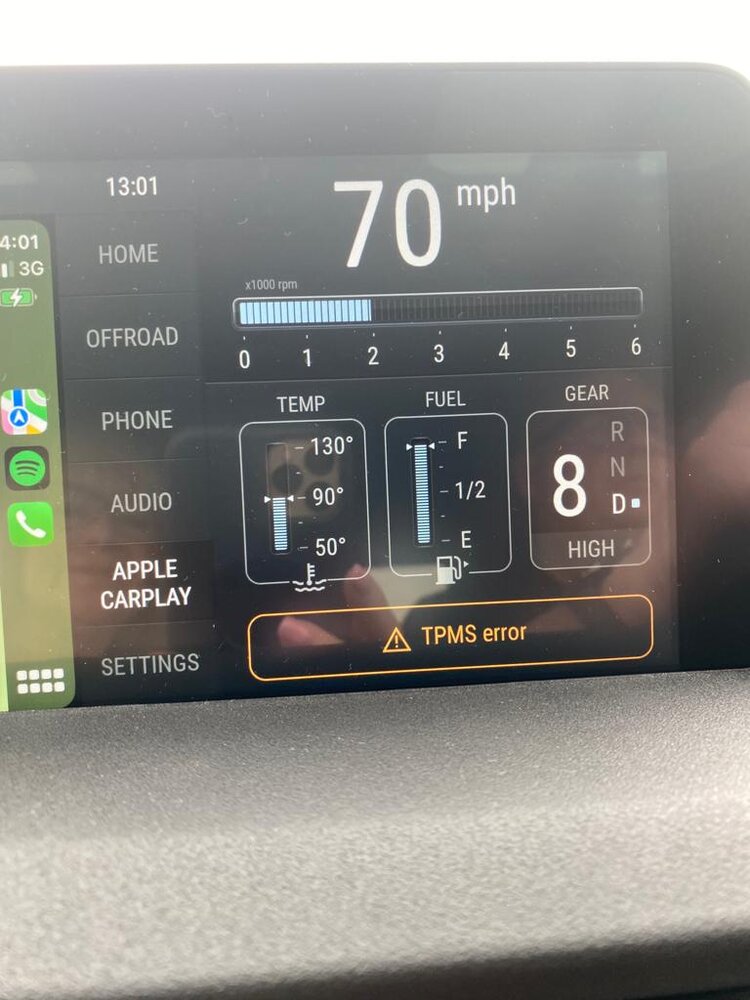 13:01
4:01
3G
HOME
OFFROAD
PHONE
AUDIO
APPLE
CARPLAY
SETTINGS
70 mph
x1000 rpm
0 1 2 3 4 5 6
TEMP
130°
90°
50°
FUEL
F
1/2
E
GEAR
8
R
N
D
HIGH
TPMS error